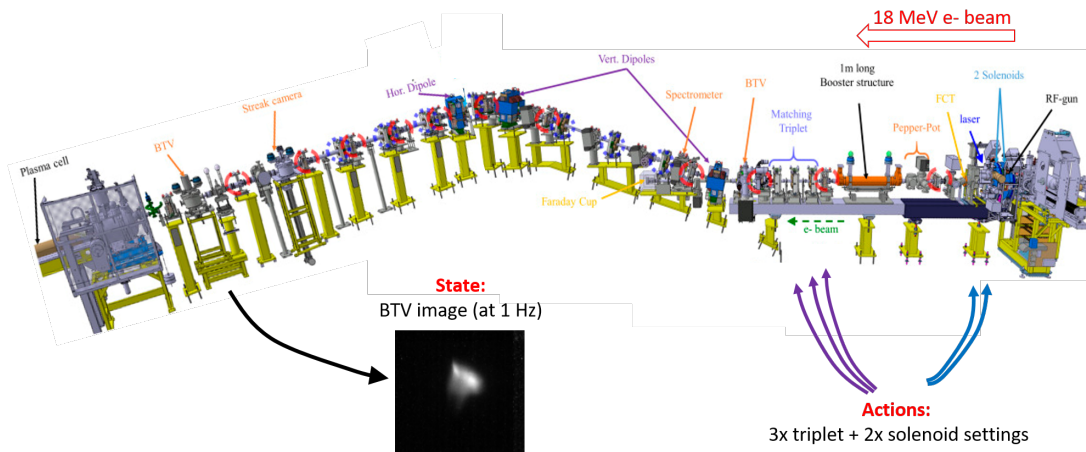 18 MeV e- beam
Vert. Dipoles
Hor. Dipole
Streak camera
BTV
Plasma cell
Spectrometer
BTV
Matching
Triplet
1m long
Booster structure
Pepper-Pot
FCT
laser
2 Solenoids
RF-gun
Faraday Cup
e- beam
State:
BTV image (at 1 Hz)
Actions:
3x triplet + 2x solenoid settings